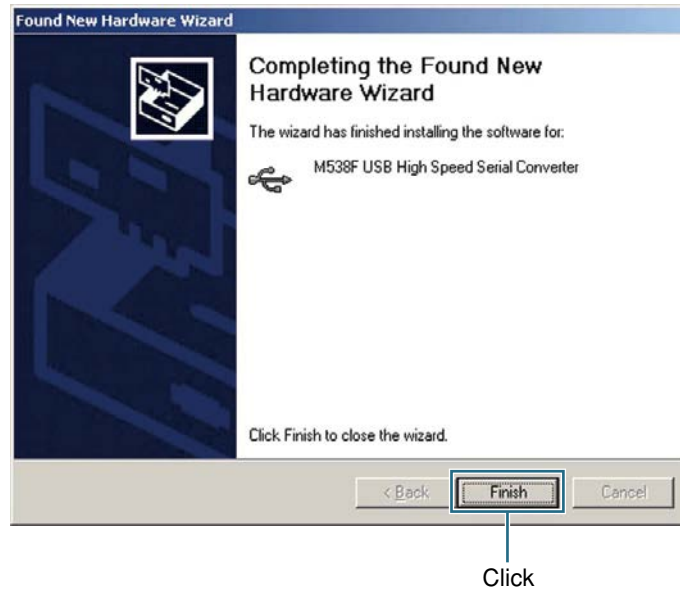 Found New Hardware Wizard
Completing the Found New
Hardware Wizard
The wizard has finished installing the software for:
M538F USB High Speed Serial Converter
Click Finish to close the wizard.
< Back
Finish
Cancel
Click